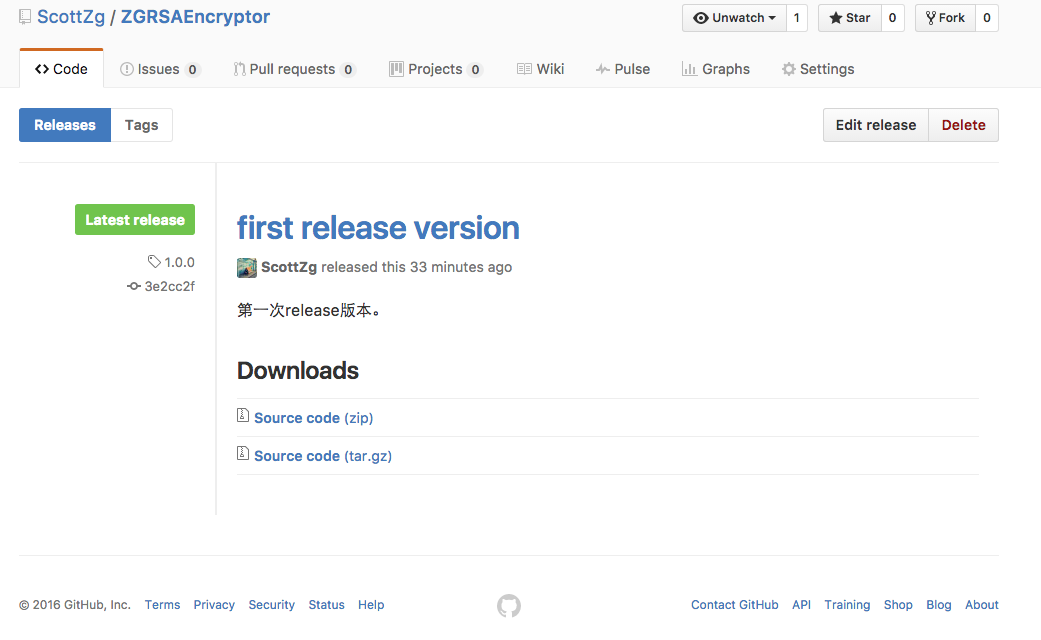 ScottZg / ZGRSAEncryptor
Unwatch 1 Star 0 Fork 0
Code Issues 0 Pull requests 0 Projects 0 Wiki Pulse Graphs Settings
Releases Tags
Edit release Delete
Latest release
1.0.0
3e2cc2f
first release version
ScottZg released this 33 minutes ago
第一次release版本。
Downloads
Source code (zip)
Source code (tar.gz)
© 2016 GitHub, Inc. Terms Privacy Security Status Help
Contact GitHub API Training Shop Blog About